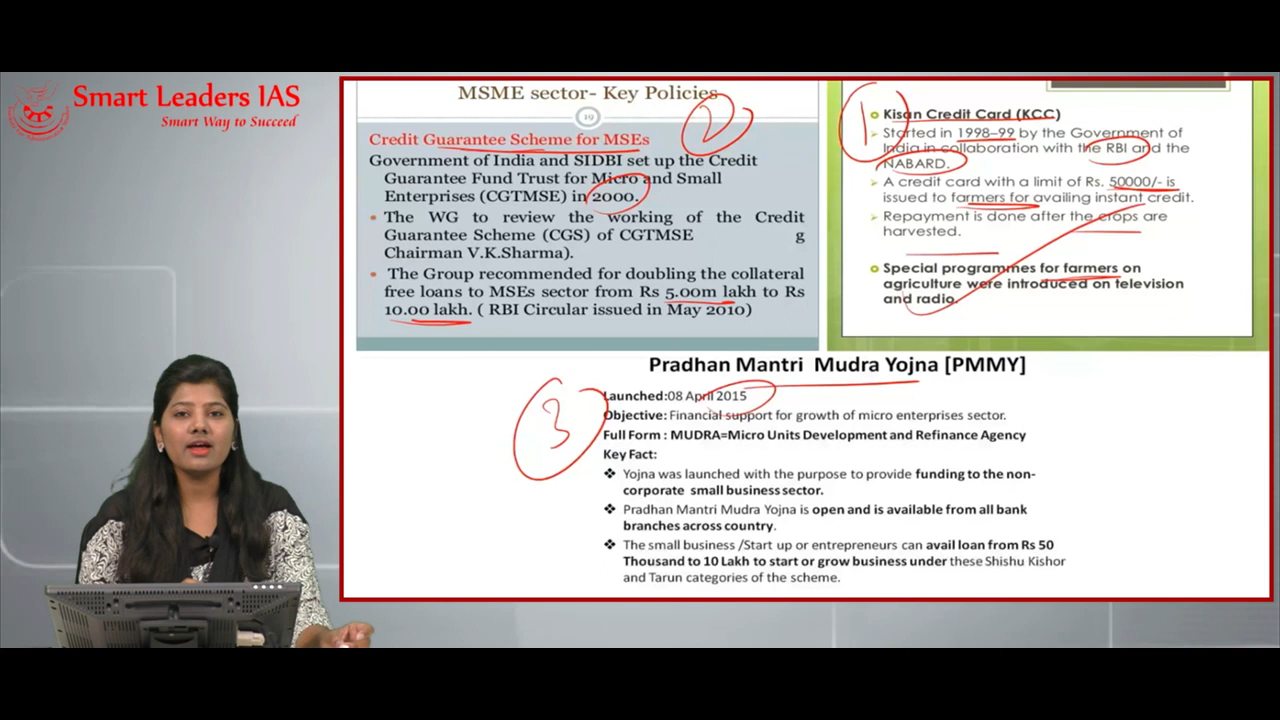 Smart Leaders IAS
Smart Way to Succeed
MSME sector- Key Policies
19
2
Credit Guarantee Scheme for MSEs
Government of India and SIDBI set up the Credit
Guarantee Fund Trust for Micro and Small
Enterprises (CGTMSE) in 2000.
• The WG to review the working of the Credit
Guarantee Scheme (CGS) of CGTMSE g
Chairman V.K.Sharma).
• The Group recommended for doubling the collateral
free loans to MSEs sector from Rs 5.00m lakh to Rs
10.00 lakh. ( RBI Circular issued in May 2010)
1
Kisan Credit Card (KCC)
Started in 1998–99 by the Government of
India in collaboration with the RBI and the
NABARD.
A credit card with a limit of Rs. 50000/- is
issued to farmers for availing instant credit.
Repayment is done after the crops are
harvested.
Special programmes for farmers on
agriculture were introduced on television
and radio.
Pradhan Mantri Mudra Yojna [PMMY]
3
Launched:08 April 2015
Objective: Financial support for growth of micro enterprises sector.
Full Form : MUDRA=Micro Units Development and Refinance Agency
Key Fact:
❖ Yojna was launched with the purpose to provide funding to the non-
corporate small business sector.
❖ Pradhan Mantri Mudra Yojna is open and is available from all bank
branches across country.
❖ The small business /Start up or entrepreneurs can avail loan from Rs 50
Thousand to 10 Lakh to start or grow business under these Shishu Kishor
and Tarun categories of the scheme.